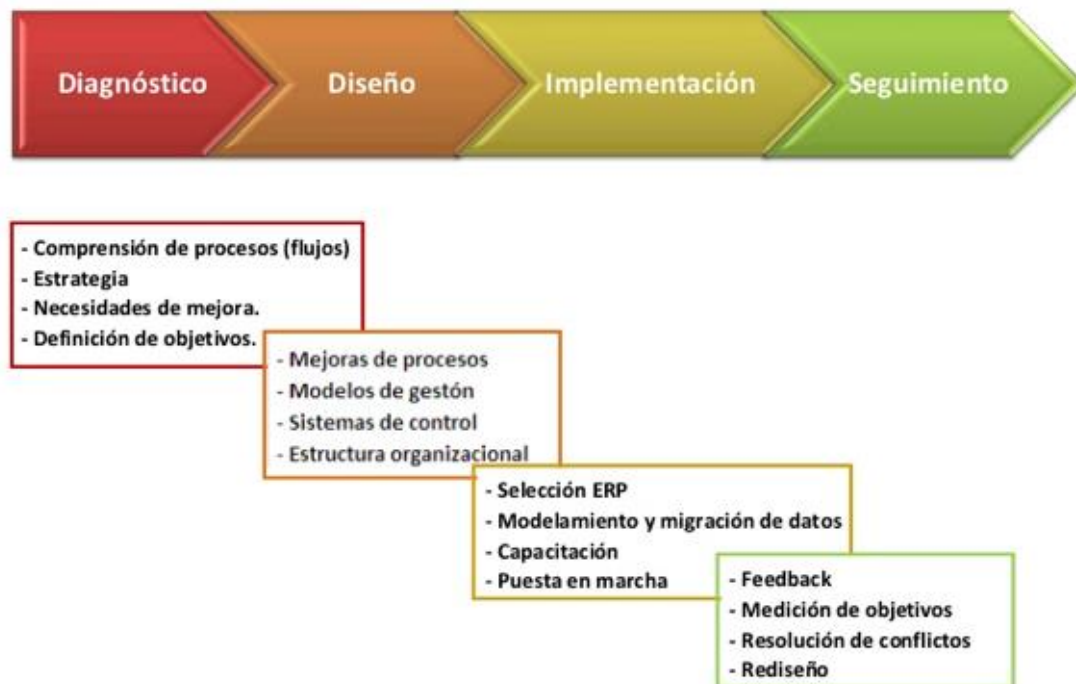 Diagnóstico
Diseño
Implementación
Seguimiento
- Comprensión de procesos (flujos)
- Estrategia
- Necesidades de mejora.
- Definición de objetivos.
- Mejoras de procesos
- Modelos de gestón
- Sistemas de control
- Estructura organizacional
- Selección ERP
- Modelamiento y migración de datos
- Capacitación
- Puesta en marcha
- Feedback
- Medición de objetivos
- Resolución de conflictos
- Rediseño